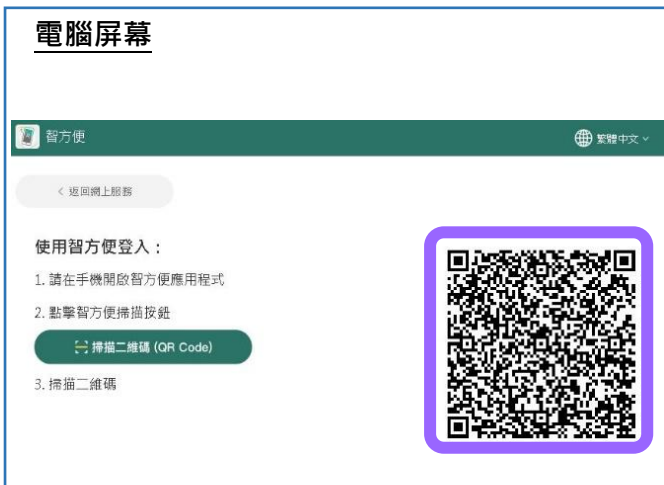 電腦屏幕
智方便
繁體中文
< 返回網上服務
使用智方便登入：
1. 請在手機開啟智方便應用程式
2. 點擊智方便掃描按鈕
掃描二維碼 (QR Code)
3. 掃描二維碼